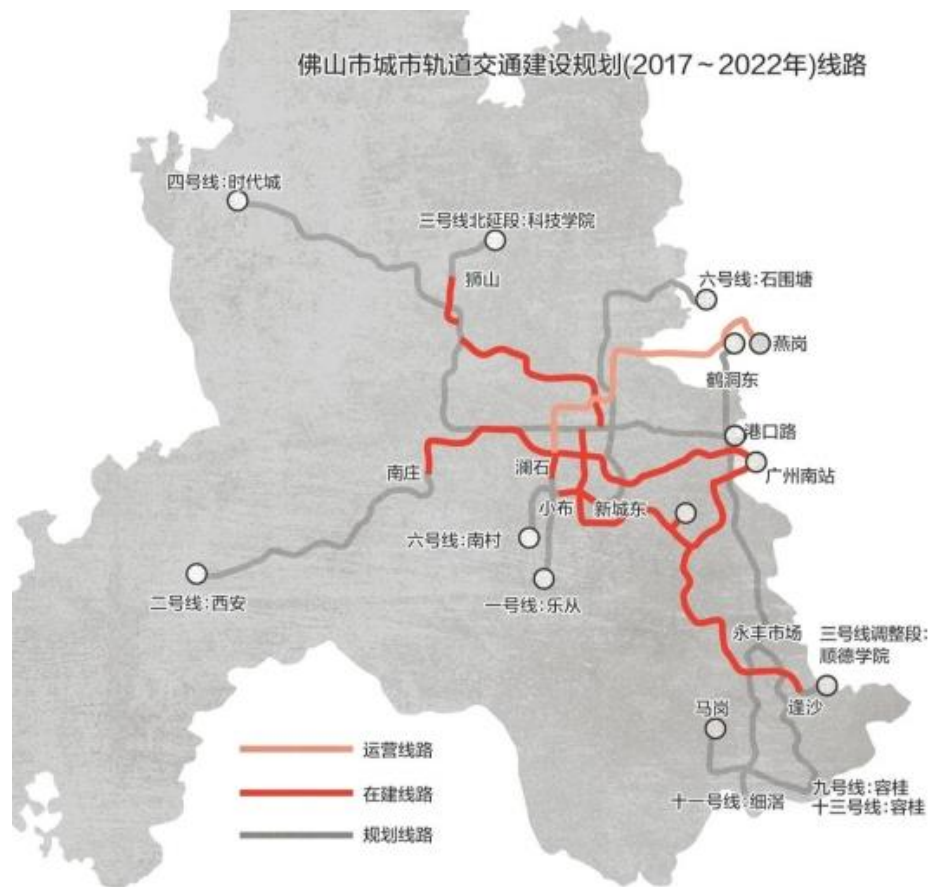 佛山市城市轨道交通建设规划(2017～2022年)线路
四号线:时代城
三号线北延段:科技学院
狮山
六号线:石围塘
燕岗
鹤洞东
港口路
广州南站
南庄
澜石
小布
新城东
六号线:南村
二号线:西安
一号线:乐从
永丰市场
三号线调整段:
顺德学院
逢沙
马岗
十一号线:细滘
九号线:容桂
十三号线:容桂
运营线路
在建线路
规划线路